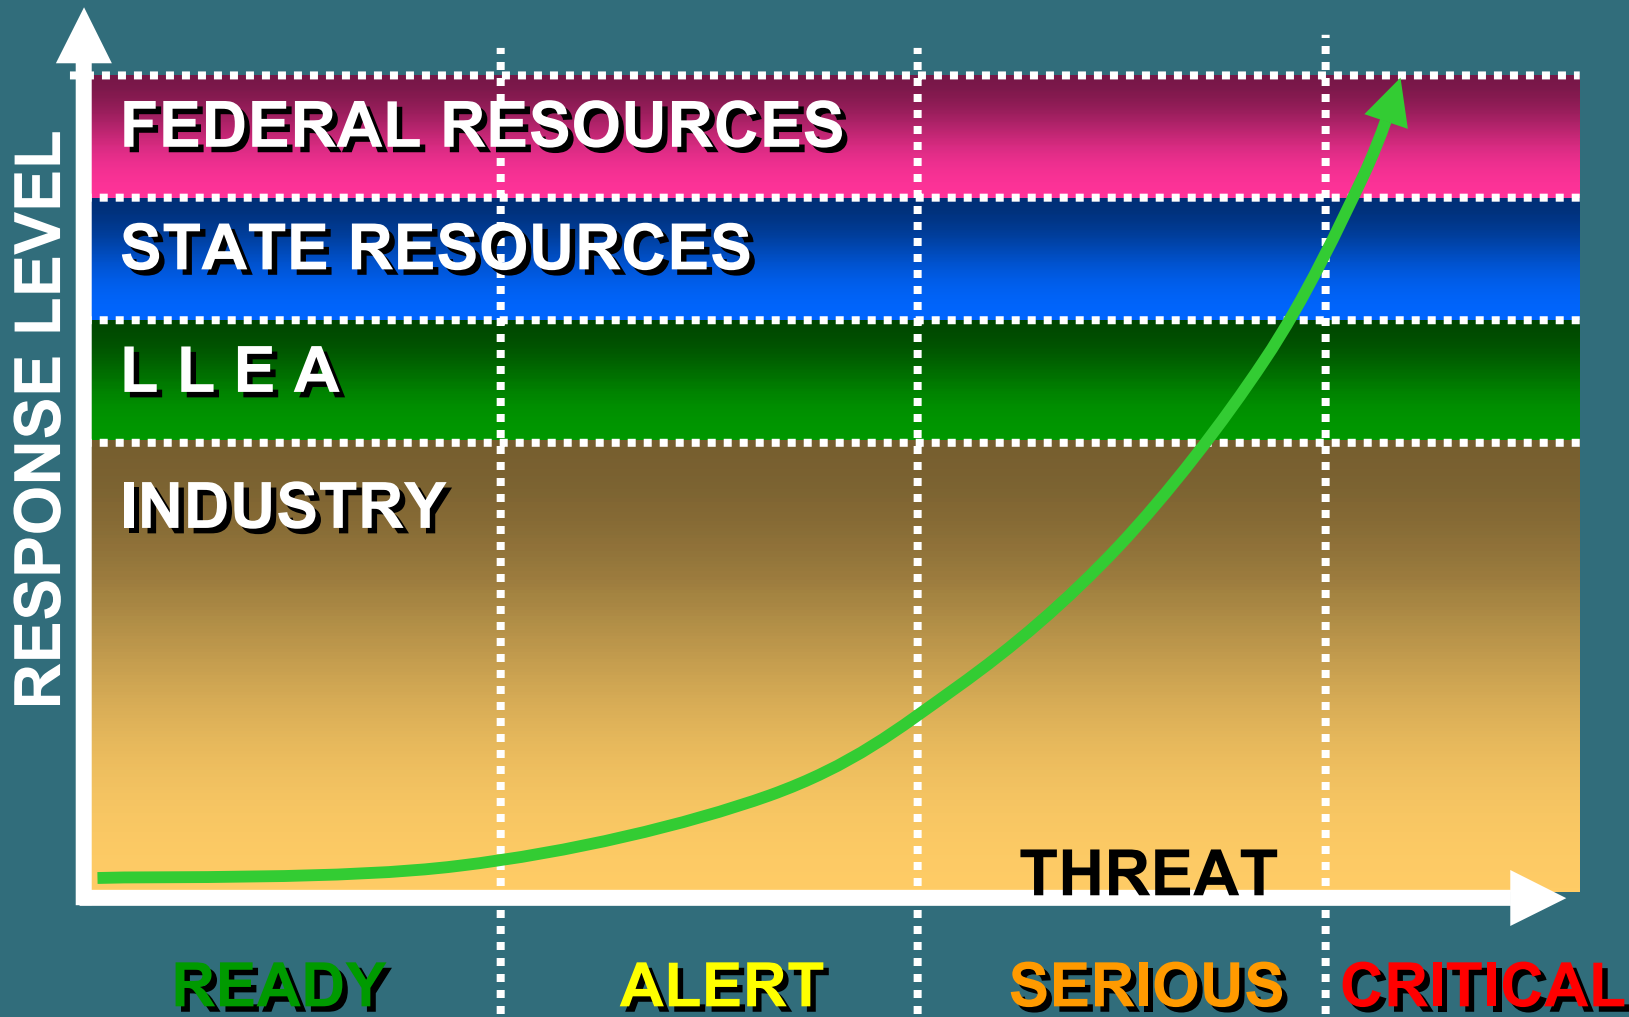 RESPONSE LEVEL
FEDERAL RESOURCES
STATE RESOURCES
L L E A
INDUSTRY
THREAT
READY
ALERT
SERIOUS
CRITICAL